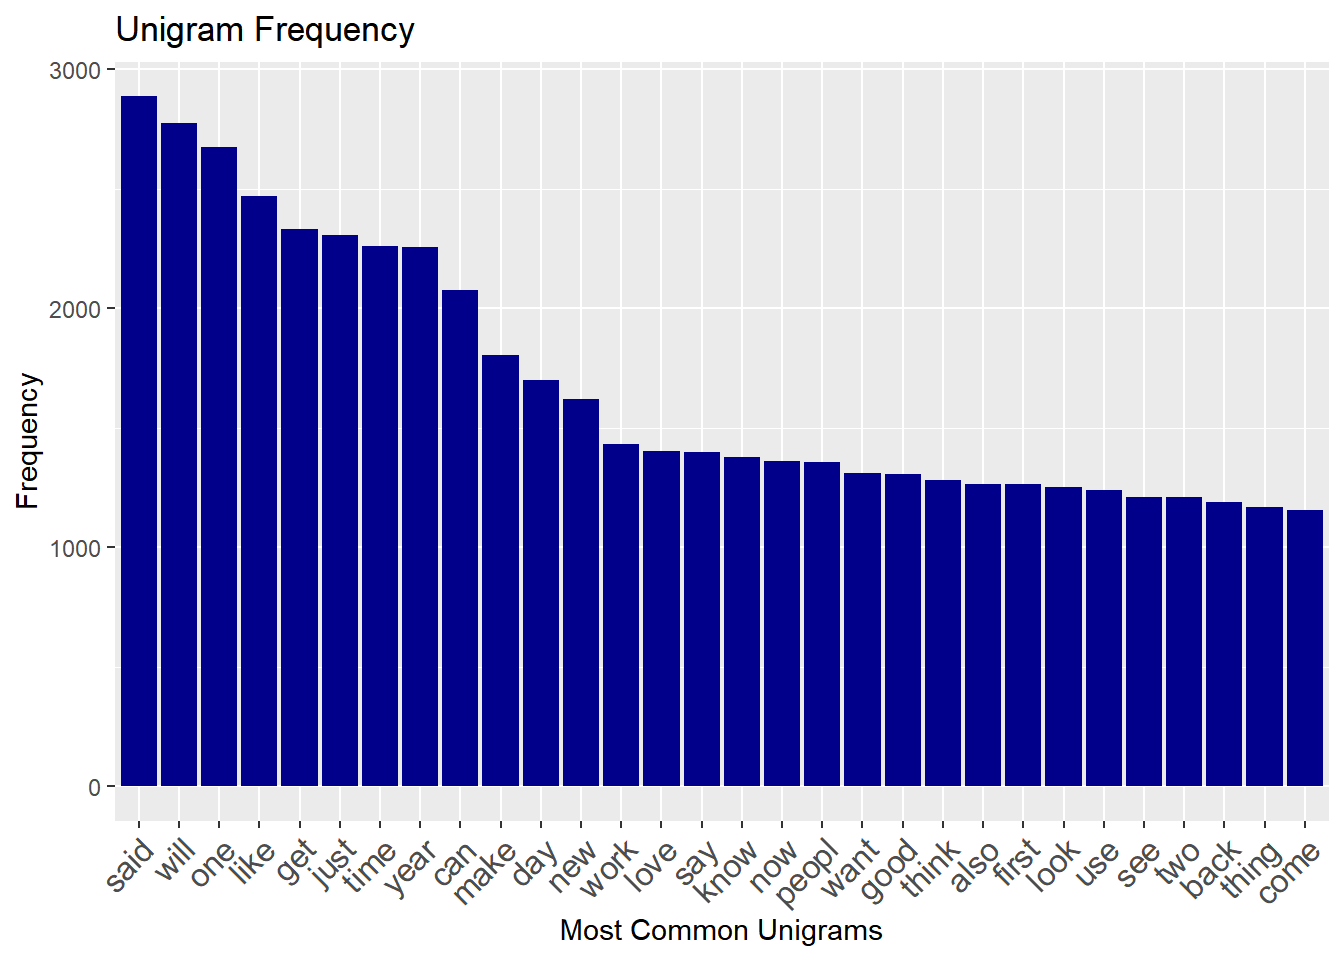 Unigram Frequency
3000
2000
1000
0
Frequency
said will one like get just time year can make day new work love say know now peopl want good think also first look use see two back thing come
Most Common Unigrams